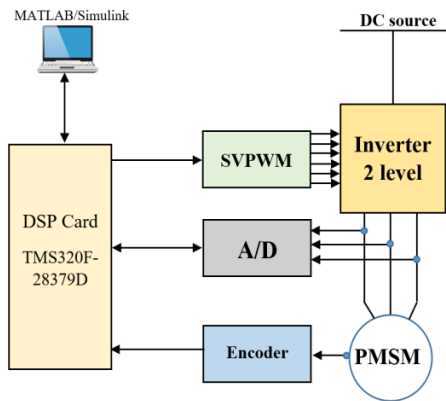 MATLAB/Simulink
DC source
SVPWM
Inverter
2 level
DSP Card
TMS320F-
28379D
A/D
Encoder
PMSM